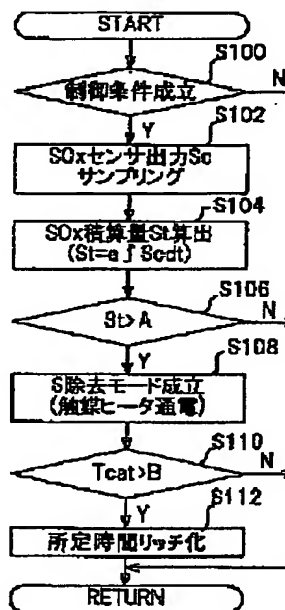 START
S100
制御条件成立
N
Y
S102
SOxセンサ出力Sc
サンプリング
S104
SOx積算量St算出
(St=a∫Scdt)
S106
St>A
N
Y
S108
S除去モード成立
(触媒ヒータ通電)
S110
Tcat>B
N
Y
S112
所定時間リッチ化
RETURN